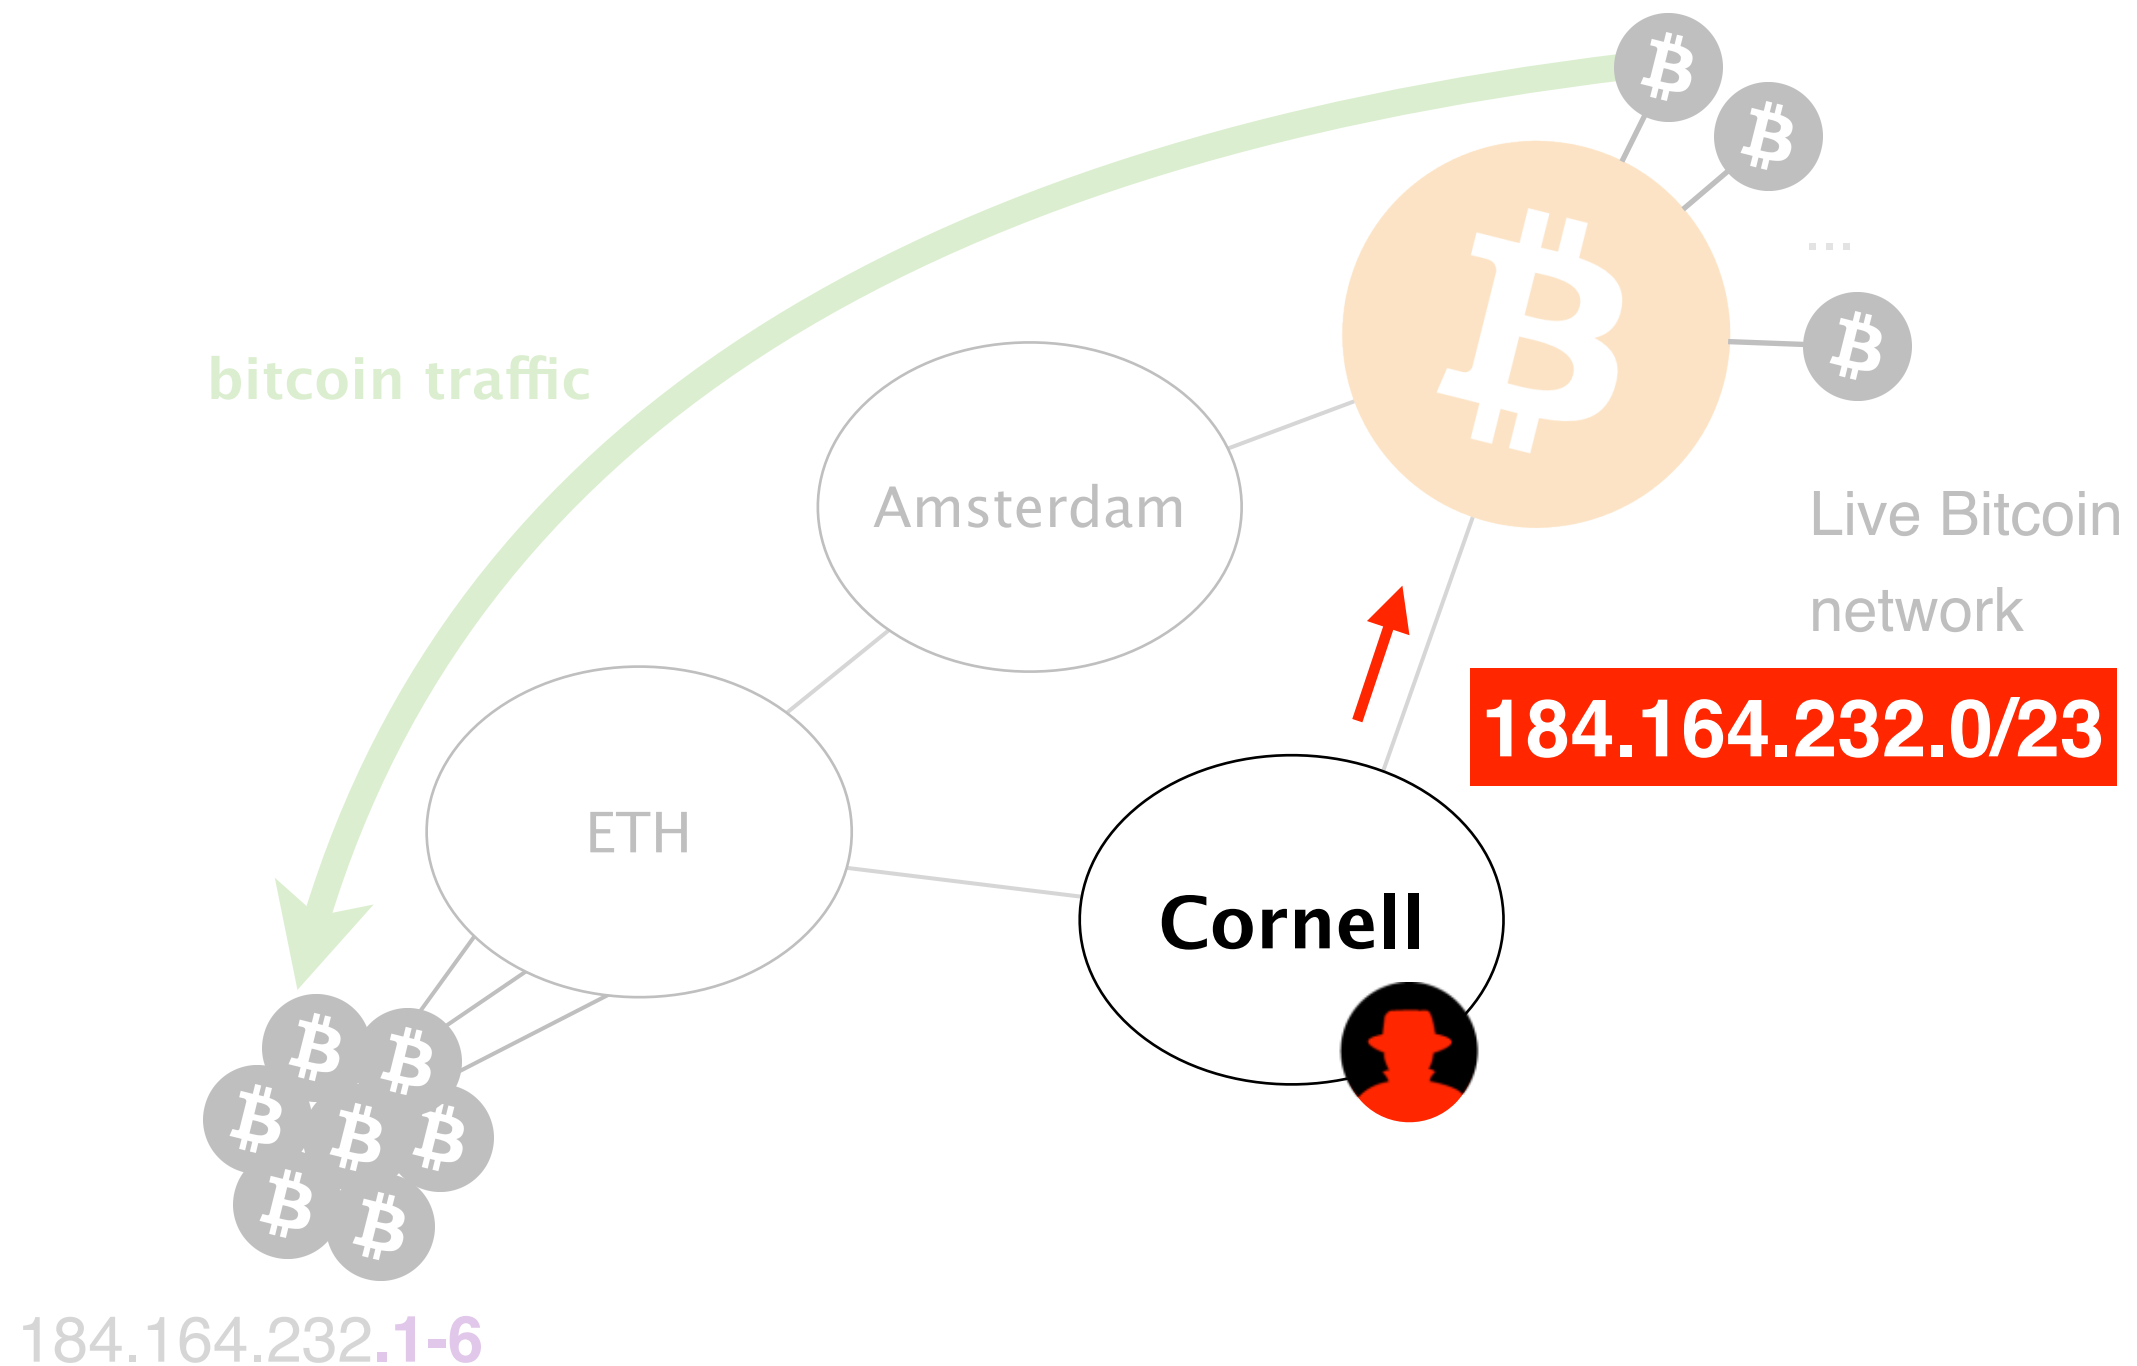 ...
bitcoin traffic
Amsterdam
Live Bitcoin
network
184.164.232.0/23
ETH
Cornell
184.164.232.1-6